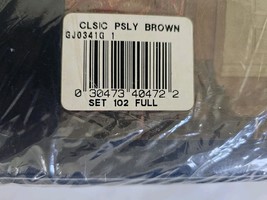 CLSIC PSLY BROWN
GJ0341G 1
0 30473 40472 2
SET 102 FULL